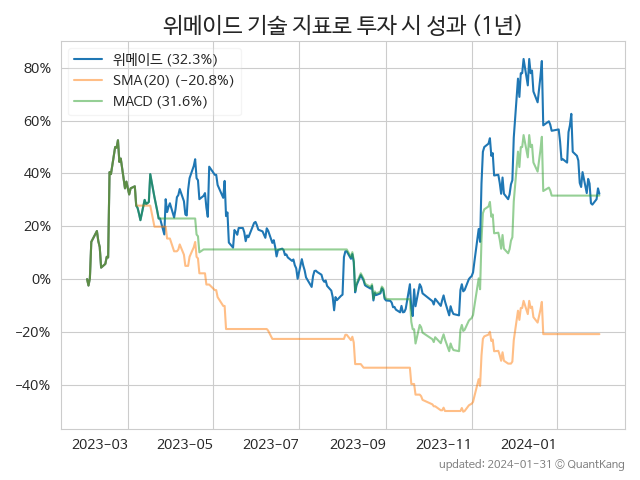 위메이드 기술 지표로 투자 시 성과 (1년)
위메이드 (32.3%)
SMA(20) (-20.8%)
MACD (31.6%)
80%
60%
40%
20%
0%
−20%
−40%
2023-03 2023-05 2023-07 2023-09 2023-11 2024-01
updated: 2024-01-31 © QuantKang